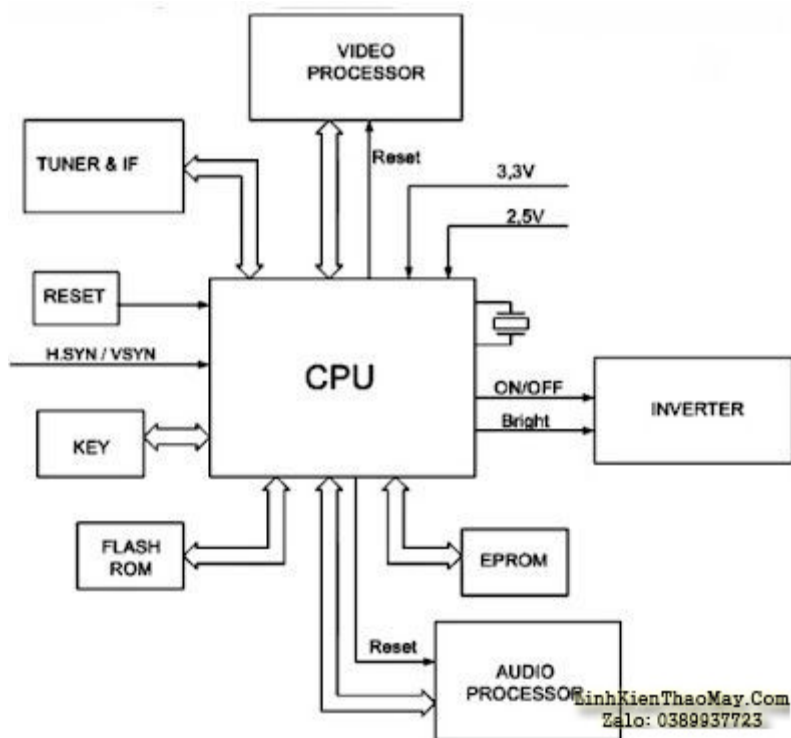 VIDEO
PROCESSOR
TUNER & IF
Reset
3,3V
2,5V
RESET
H.SYN / VSYN
CPU
ON/OFF
Bright
INVERTER
KEY
FLASH
ROM
EPROM
Reset
AUDIO
PROCESSOR
LinhKienThaoMay.Com
Zalo: 0389937723